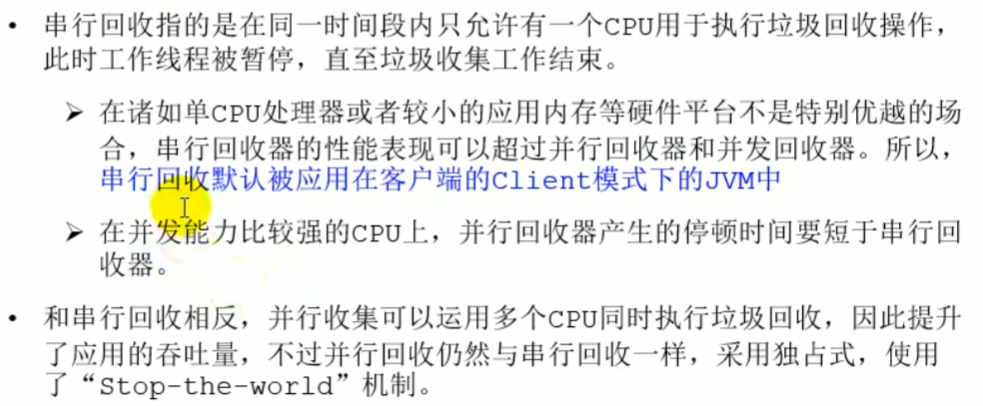 • 串行回收指的是在同一时间段内只允许有一个CPU用于执行垃圾回收操作，
此时工作线程被暂停，直至垃圾收集工作结束。
➢ 在诸如单CPU处理器或者较小的应用内存等硬件平台不是特别优越的场
合，串行回收器的性能表现可以超过并行回收器和并发回收器。所以，
串行回收默认被应用在客户端的Client模式下的JVM中
➢ 在并发能力比较强的CPU上，并行回收器产生的停顿时间要短于串行回
收器。
• 和串行回收相反，并行收集可以运用多个CPU同时执行垃圾回收，因此提升
了应用的吞吐量，不过并行回收仍然与串行回收一样，采用独占式，使用
了“Stop-the-world”机制。